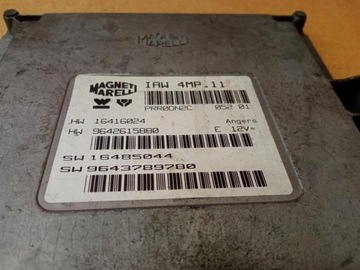 MAGNETI
MARELLI
MAGNETI
MARELLI
IAW 4MP.11
PRR0DN2C 052 01
HW 16416024 Angers
HW 9642615880 E 12V=
SW 16485044
SW 9643789780